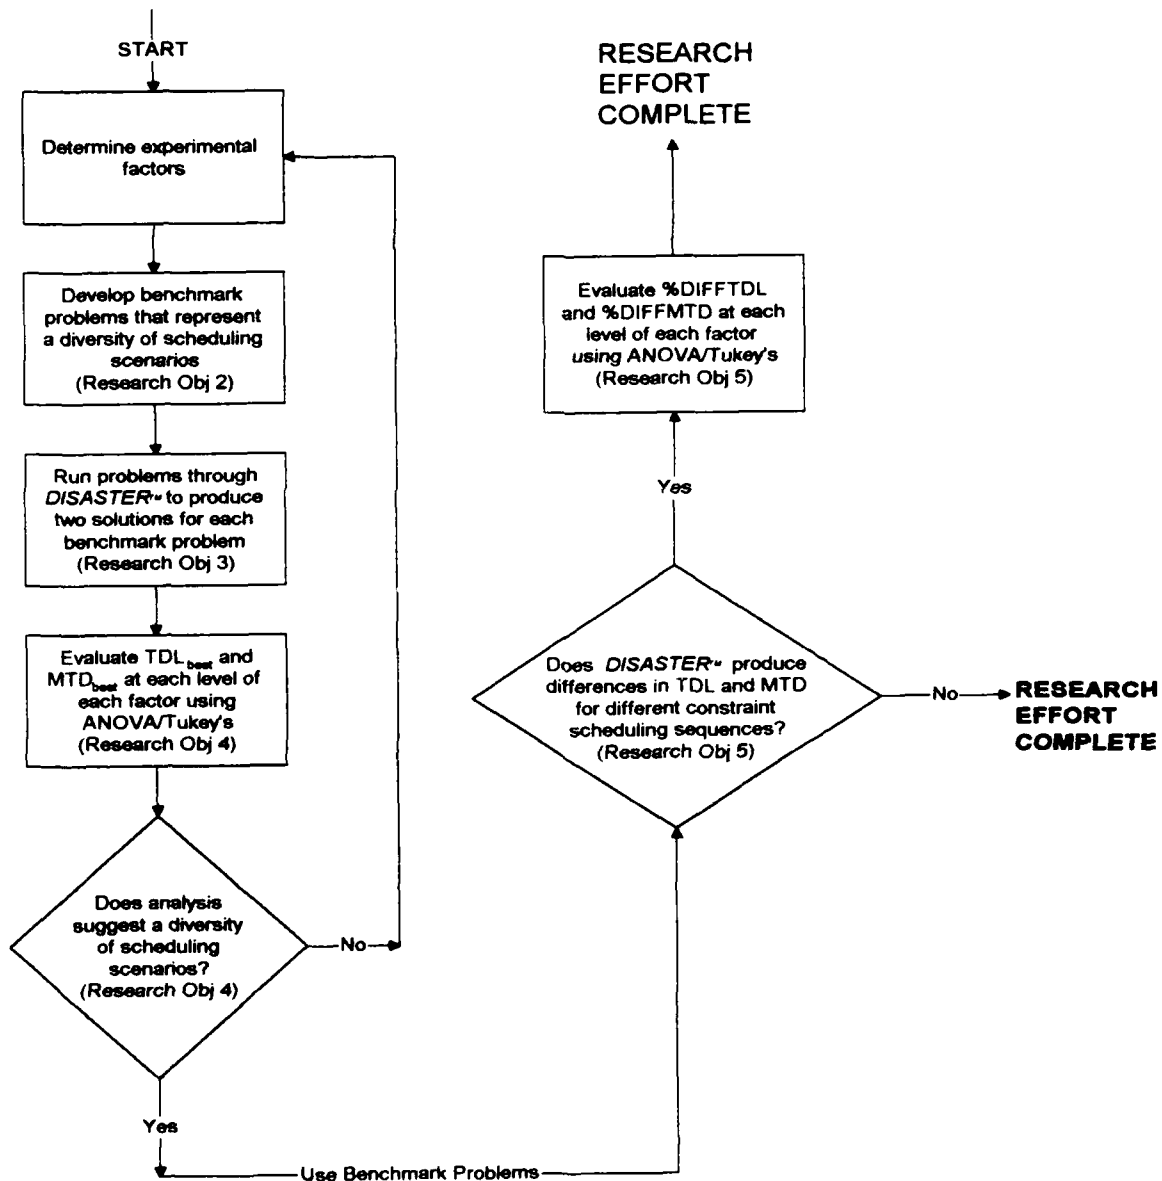 START
Determine experimental
factors
Develop benchmark
problems that represent
a diversity of scheduling
scenarios
(Research Obj 2)
Run problems through
DISASTER™ to produce
two solutions for each
benchmark problem
(Research Obj 3)
Evaluate TDLbest and
MTDbest at each level of
each factor using
ANOVA/Tukey's
(Research Obj 4)
Does analysis
suggest a diversity
of scheduling
scenarios?
(Research Obj 4)
No
Yes
Use Benchmark Problems
Does DISASTER™ produce
differences in TDL and MTD
for different constraint
scheduling sequences?
(Research Obj 5)
No
RESEARCH
EFFORT
COMPLETE
Yes
Evaluate %DIFFTDL
and %DIFFMTD at each
level of each factor
using ANOVA/Tukey's
(Research Obj 5)
RESEARCH
EFFORT
COMPLETE